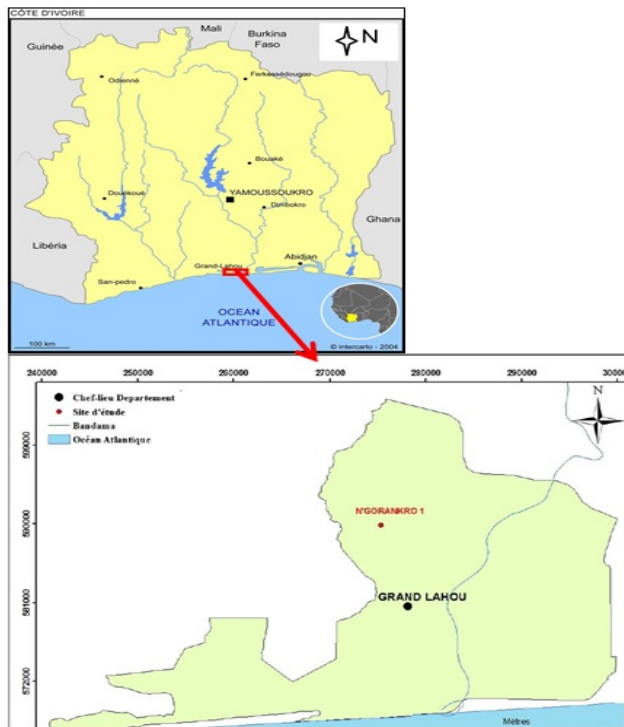 CÔTE D'IVOIRE
Mali
Burkina
Faso
N
Guinée
Odienné
Ferkessédougou
Bouaké
YAMOUSSOUKRO
Douékoué
Dimbokro
Ghana
Libéria
Grand-Lahou
Abidjan
San-pedro
OCEAN
ATLANTIQUE
100 km
© intercarto - 2004
240000 250000 260000 270000 280000 290000 30000
Chef-lieu Departement
Site d'étude
Bandama
Océan Atlantique
N
N'GORANKRO 1
590000
GRAND LAHOU
581000
572000
Mètres